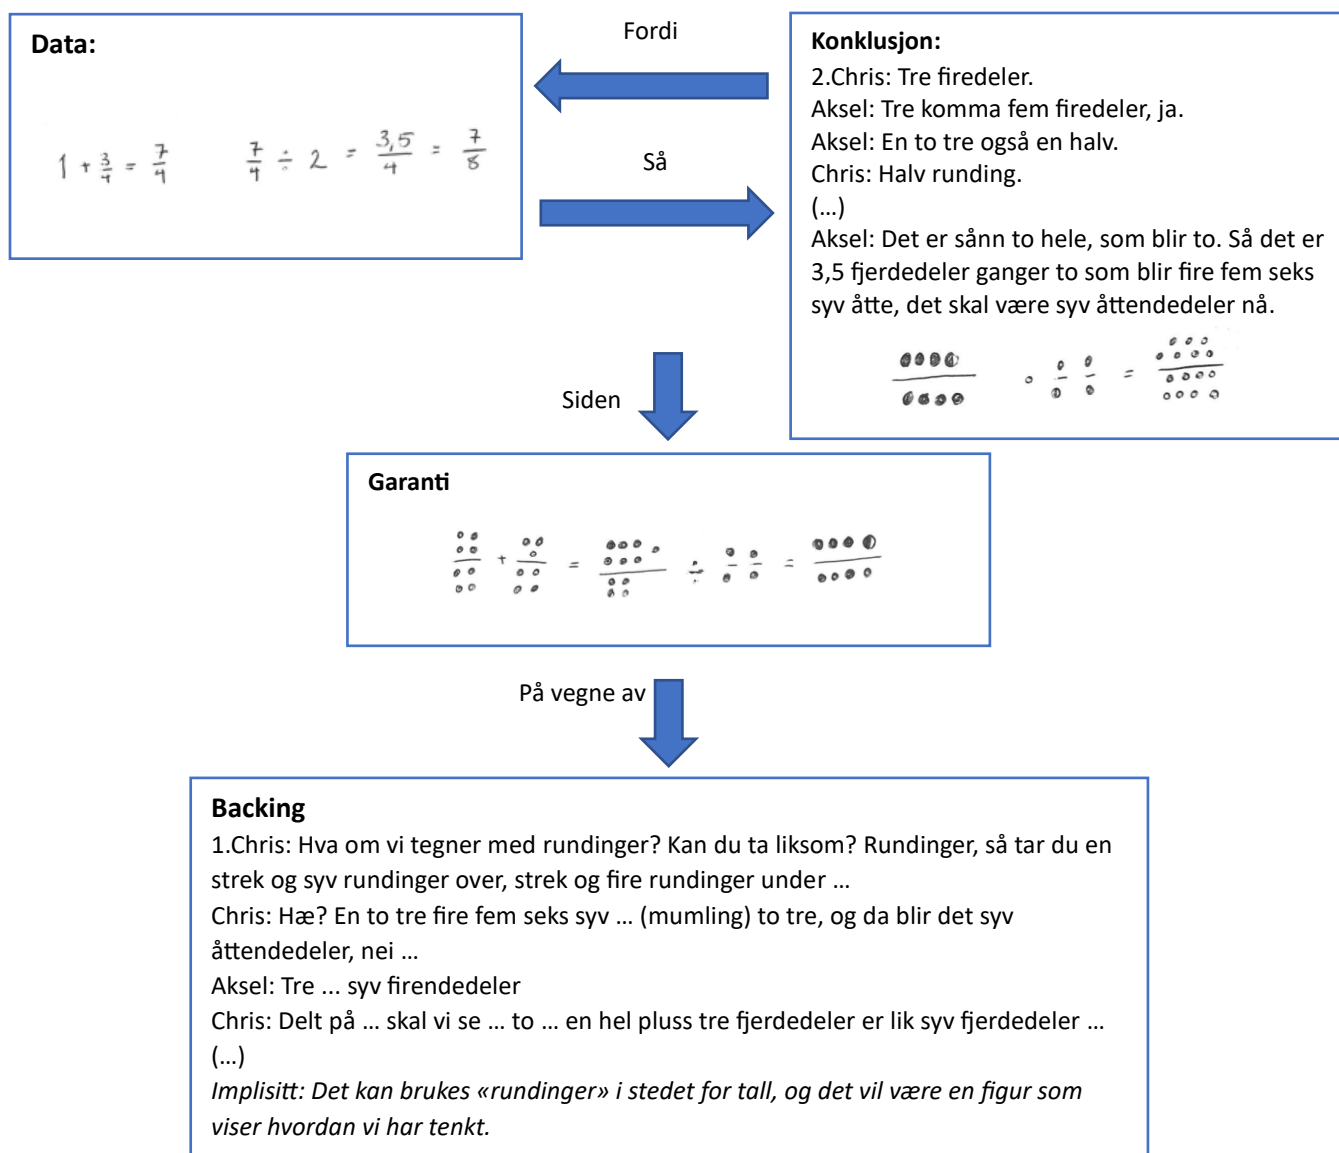 Data:
1 + 3/4 = 7/4    7/4 ÷ 2 = 3,5/4 = 7/8
Fordi
Så
Konklusjon:
2.Chris: Tre firedeler.
Aksel: Tre komma fem firedeler, ja.
Aksel: En to tre også en halv.
Chris: Halv runding.
(…)
Aksel: Det er sånn to hele, som blir to. Så det er
3,5 fjerdedeler ganger to som blir fire fem seks
syv åtte, det skal være syv åttendedeler nå.
Siden
Garanti
+ = ÷ =
På vegne av
Backing
1.Chris: Hva om vi tegner med rundinger? Kan du ta liksom? Rundinger, så tar du en
strek og syv rundinger over, strek og fire rundinger under …
Chris: Hæ? En to tre fire fem seks syv … (mumling) to tre, og da blir det syv
åttendedeler, nei …
Aksel: Tre ... syv firendedeler
Chris: Delt på … skal vi se … to … en hel pluss tre fjerdedeler er lik syv fjerdedeler …
(…)
Implisitt: Det kan brukes «rundinger» i stedet for tall, og det vil være en figur som
viser hvordan vi har tenkt.